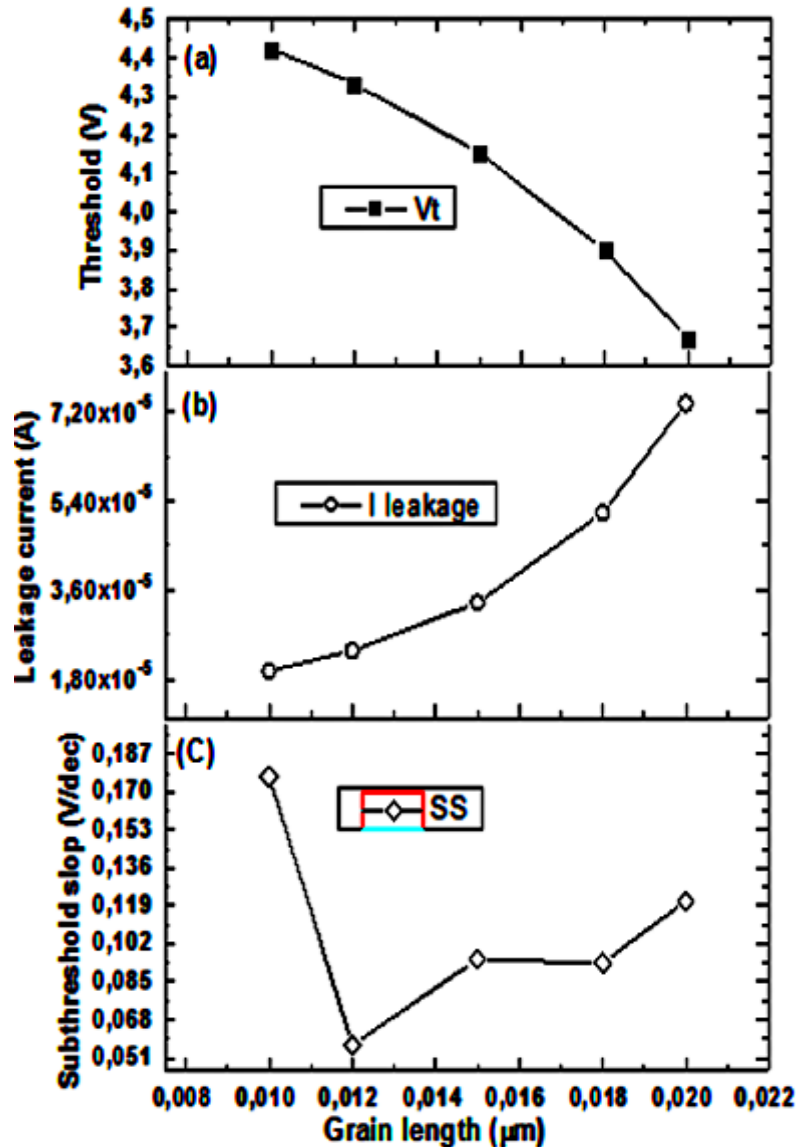 (a)
Threshold (V)
4,5
4,4
4,3
4,2
4,1
4,0
3,9
3,8
3,7
3,6
Vt
(b)
Leakage current (A)
7,20x10⁻⁵
5,40x10⁻⁵
3,60x10⁻⁵
1,80x10⁻⁵
I leakage
(C)
Subthreshold slop (V/dec)
0,187
0,170
0,153
0,136
0,119
0,102
0,085
0,068
0,051
SS
0,008 0,010 0,012 0,014 0,016 0,018 0,020 0,022
Grain length (µm)